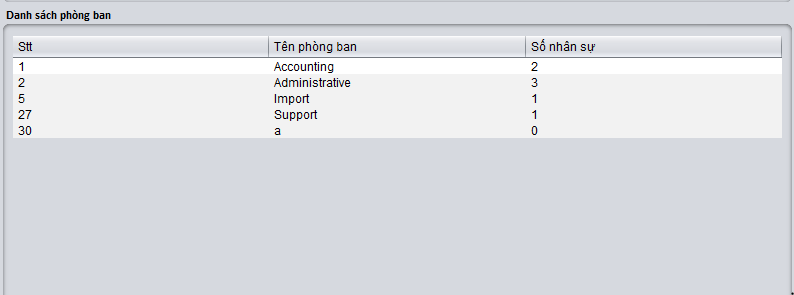 Danh sách phòng ban
Stt Tên phòng ban Số nhân sự
1 Accounting 2
2 Administrative 3
5 Import 1
27 Support 1
30 a 0